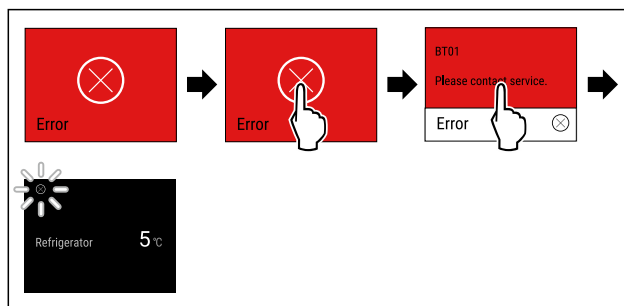 Error
Error
BT01
Please contact service.
Error
Refrigerator 5 °C